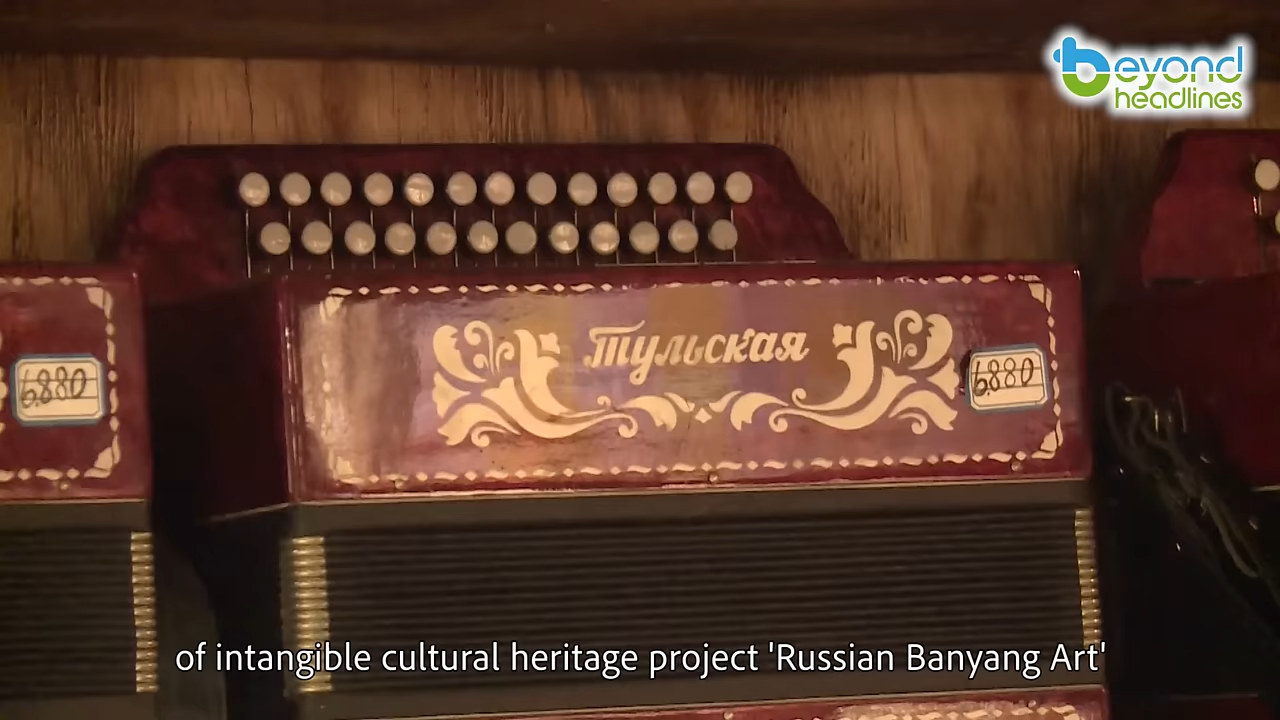 beyond
headlines
Тульская
6880
6880
of intangible cultural heritage project 'Russian Banyang Art'